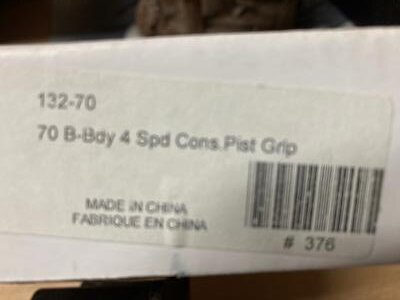 132-70
70 B-Bdy 4 Spd Cons.Pist Grip
MADE IN CHINA
FABRIQUE EN CHINA
# 376